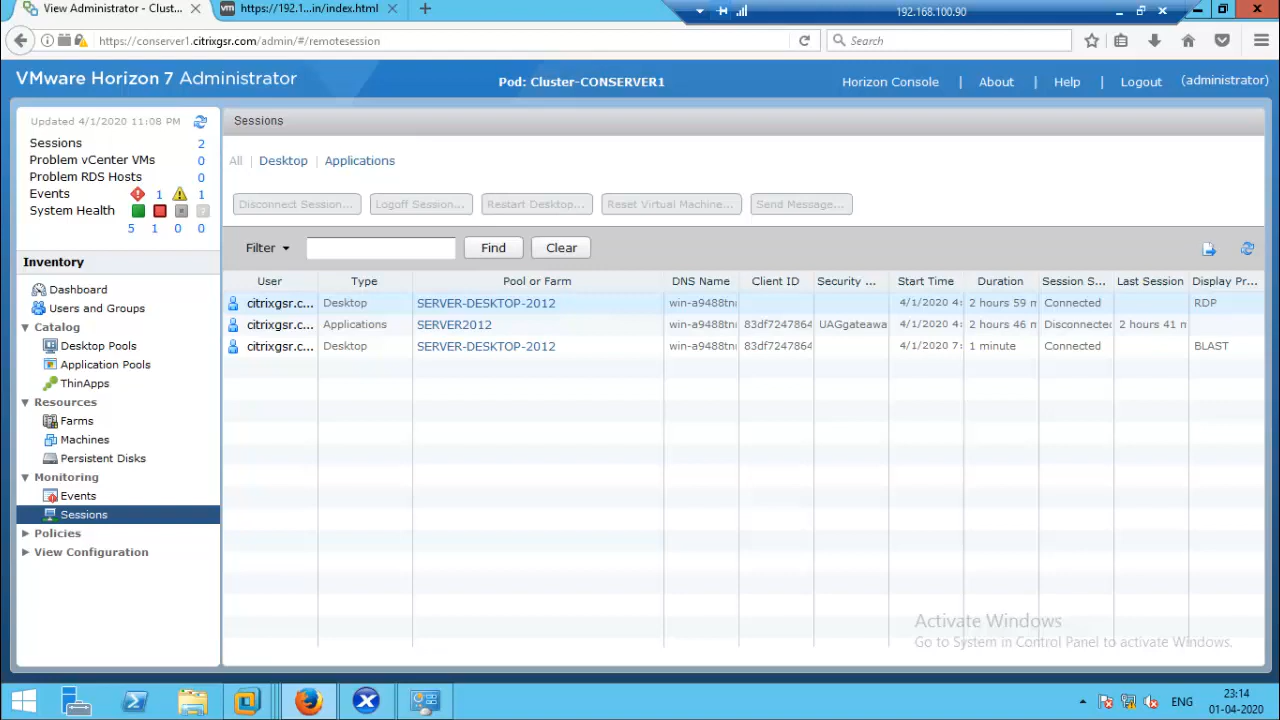 View Administrator - Clust...
https://192.1...in/index.html
192.168.100.90
https://conserver1.citrixgsr.com/admin/#/remotesession
Search
VMware Horizon 7 Administrator
Pod: Cluster-CONSERVER1
Horizon Console | About | Help | Logout (administrator)
Updated 4/1/2020 11:08 PM
Sessions 2
Problem vCenter VMs 0
Problem RDS Hosts 0
Events 1 1
System Health
5 1 0 0
Inventory
Dashboard
Users and Groups
Catalog
Desktop Pools
Application Pools
ThinApps
Resources
Farms
Machines
Persistent Disks
Monitoring
Events
Sessions
Policies
View Configuration
Sessions
All | Desktop | Applications
Disconnect Session... Logoff Session... Restart Desktop... Reset Virtual Machine... Send Message...
Filter Find Clear
User Type Pool or Farm DNS Name Client ID Security ... Start Time Duration Session S... Last Session Display Pr...
citrixgsr.c... Desktop SERVER-DESKTOP-2012 win-a9488tn 4/1/2020 4: 2 hours 59 m Connected RDP
citrixgsr.c... Applications SERVER2012 win-a9488tn 83df7247864 UAGgateawa 4/1/2020 4: 2 hours 46 m Disconnected 2 hours 41 m
citrixgsr.c... Desktop SERVER-DESKTOP-2012 win-a9488tn 83df7247864 4/1/2020 7: 1 minute Connected BLAST
Activate Windows
Go to System in Control Panel to activate Windows.
ENG
23:14
01-04-2020